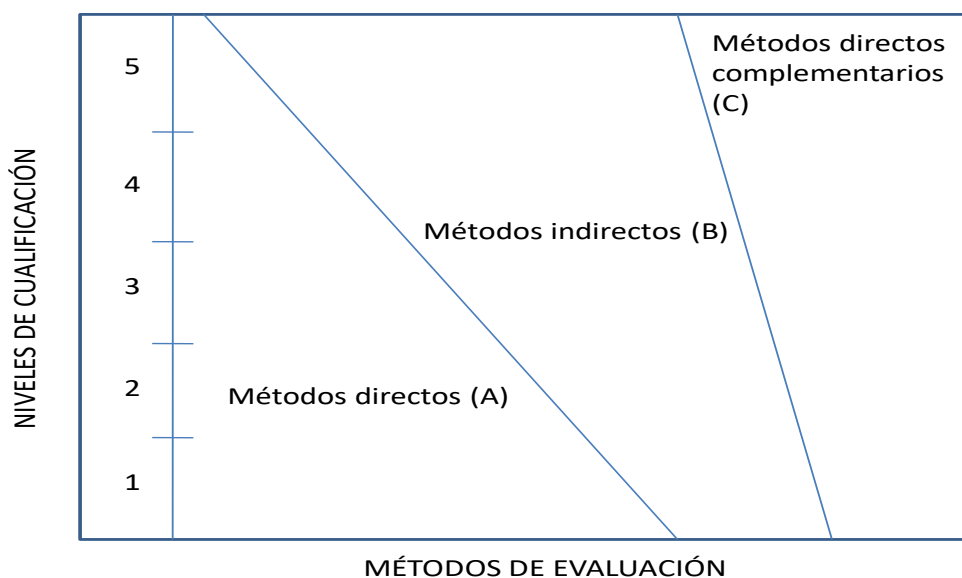 NIVELES DE CUALIFICACIÓN
5
4
3
2
1
Métodos directos
complementarios
(C)
Métodos indirectos (B)
Métodos directos (A)
MÉTODOS DE EVALUACIÓN